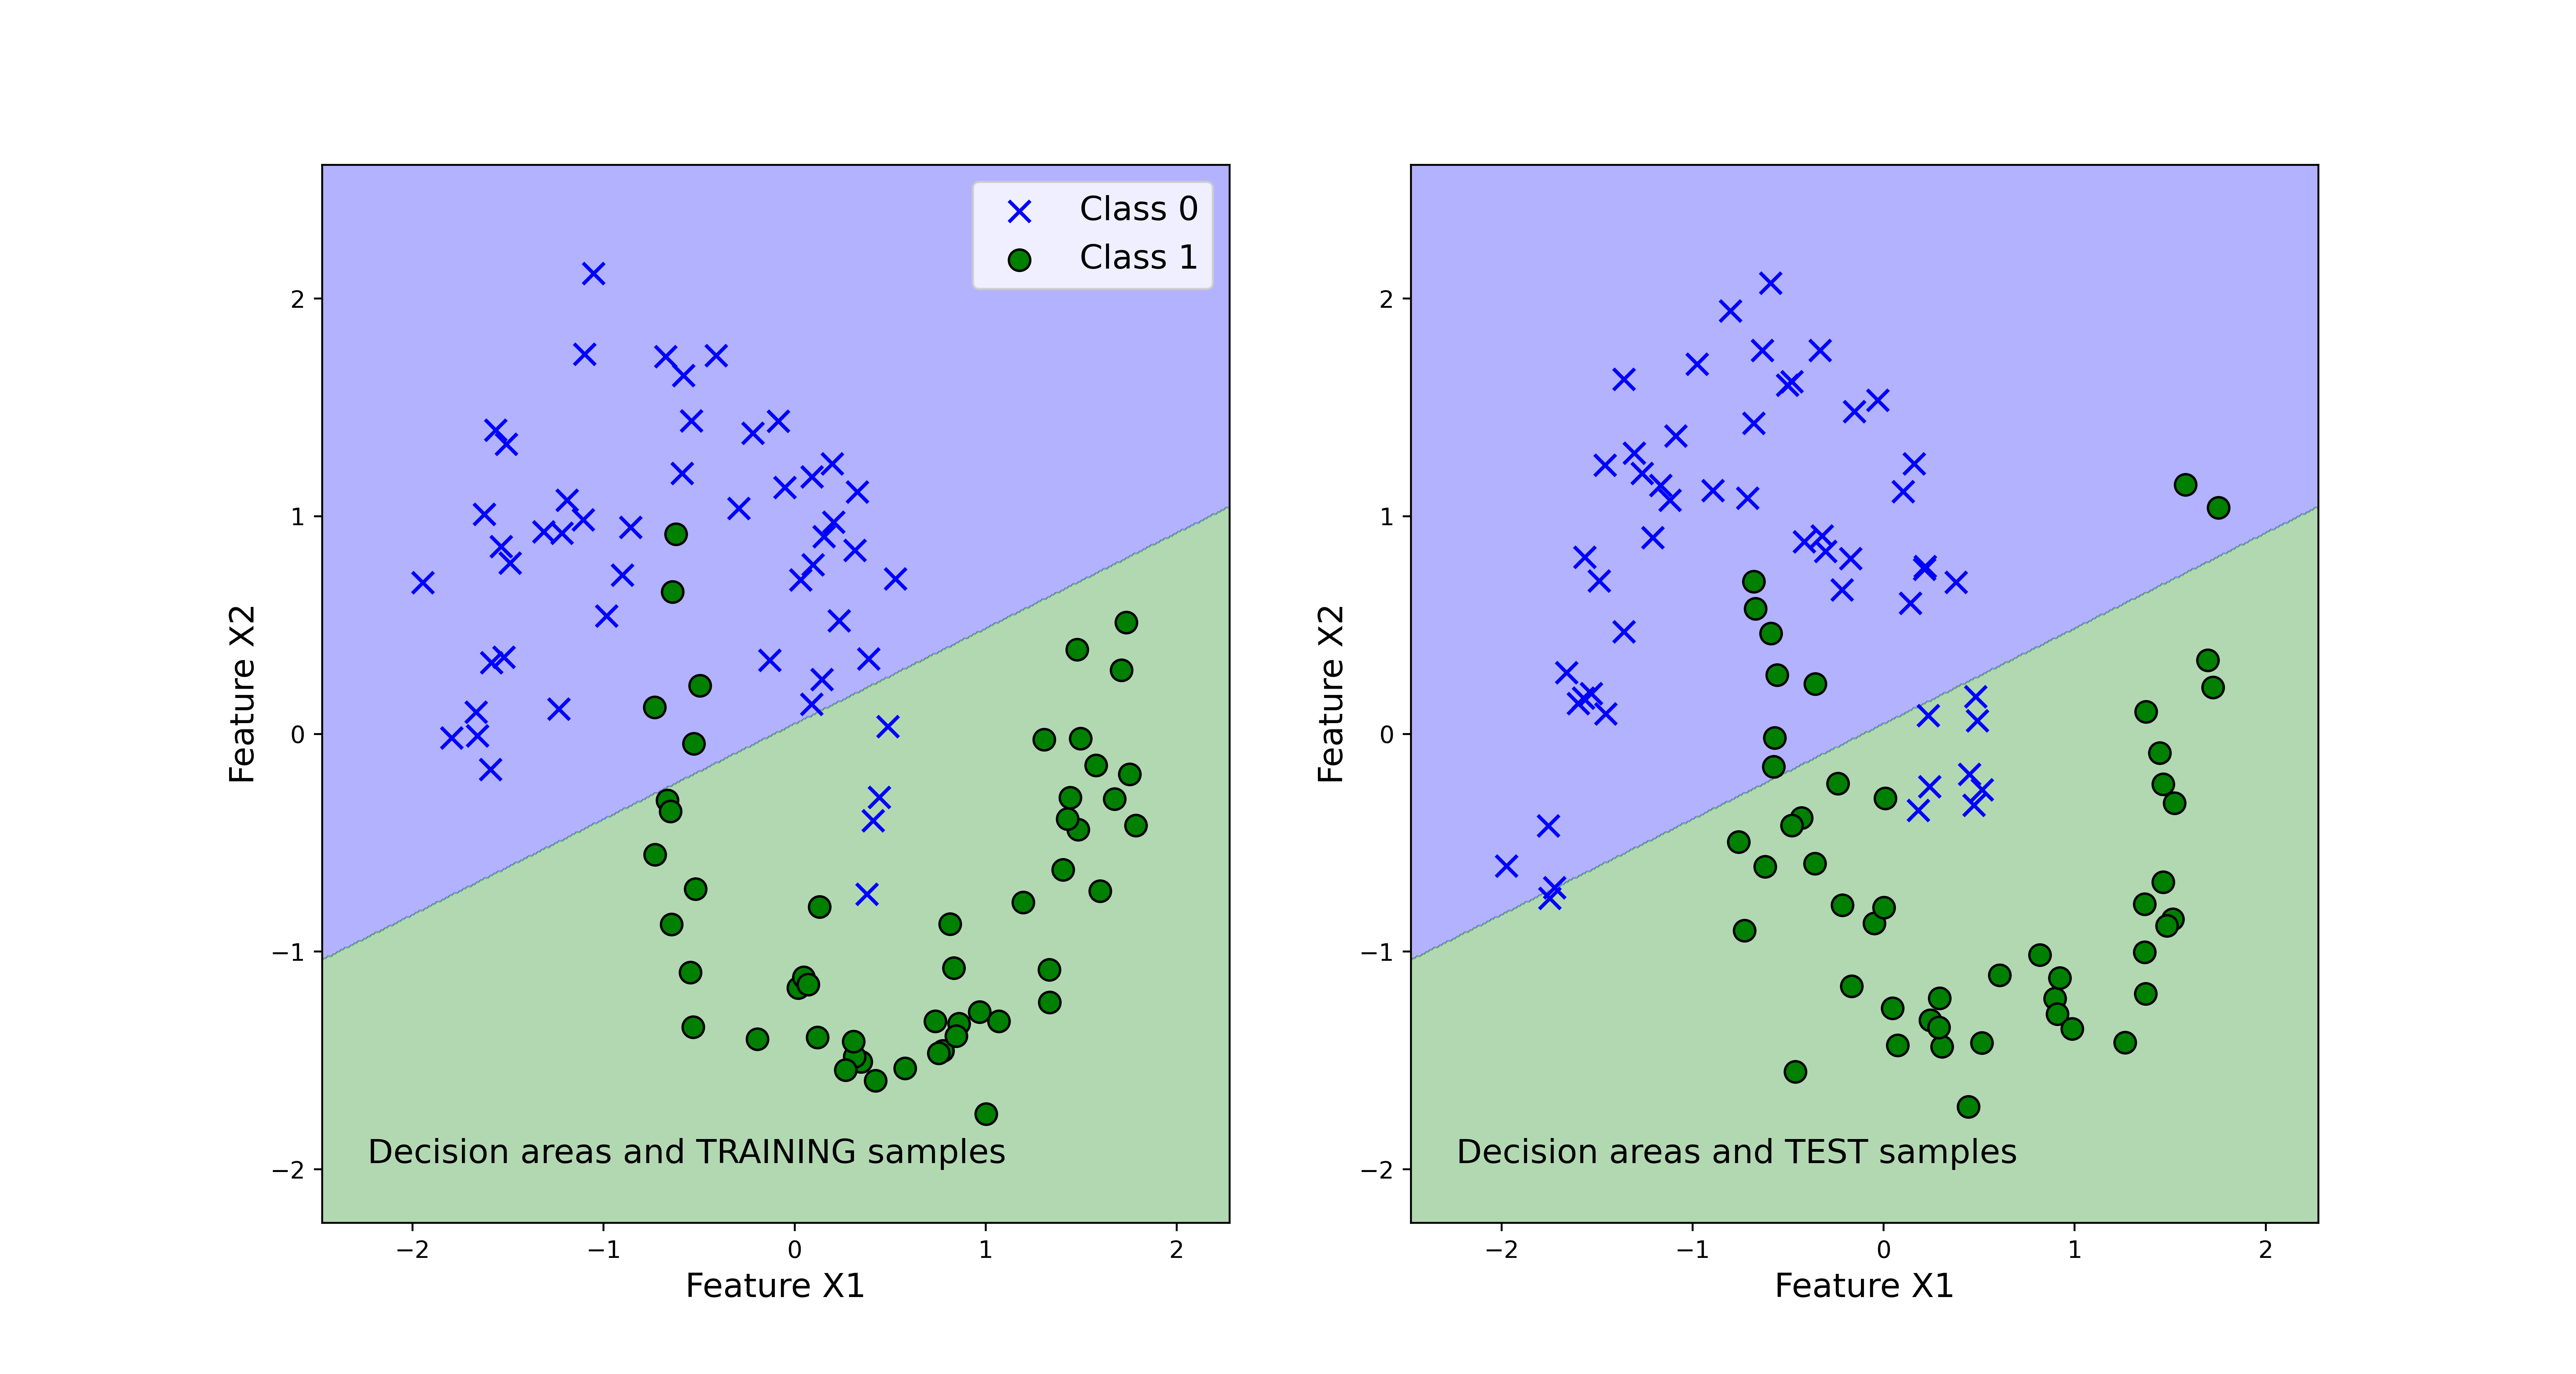 Class 0
Class 1
2
1
0
−1
−2
Feature X2
Decision areas and TRAINING samples
−2 −1 0 1 2
Feature X1
2
1
0
−1
−2
Feature X2
Decision areas and TEST samples
−2 −1 0 1 2
Feature X1